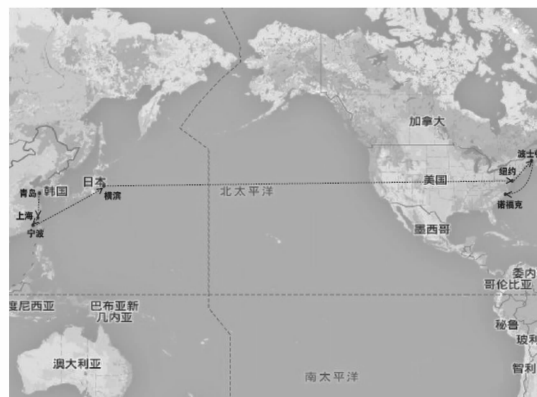 加拿大
波士
纽约
美国
诺福克
日本
青岛
韩国
横滨
北太平洋
上海
宁波
墨西哥
委内
哥伦比亚
度尼西亚
巴布亚新
几内亚
秘鲁
玻利
澳大利亚
智利
南太平洋